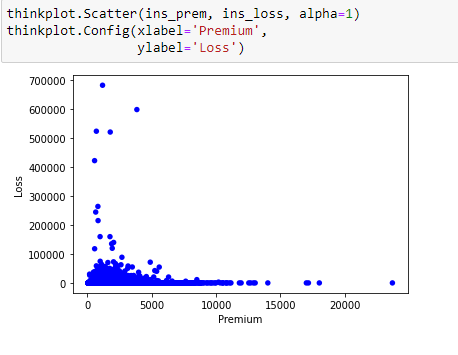 thinkplot.Scatter(ins_prem, ins_loss, alpha=1)
thinkplot.Config(xlabel='Premium',
ylabel='Loss')
700000
600000
500000
400000
300000
200000
100000
0
Loss
0 5000 10000 15000 20000
Premium